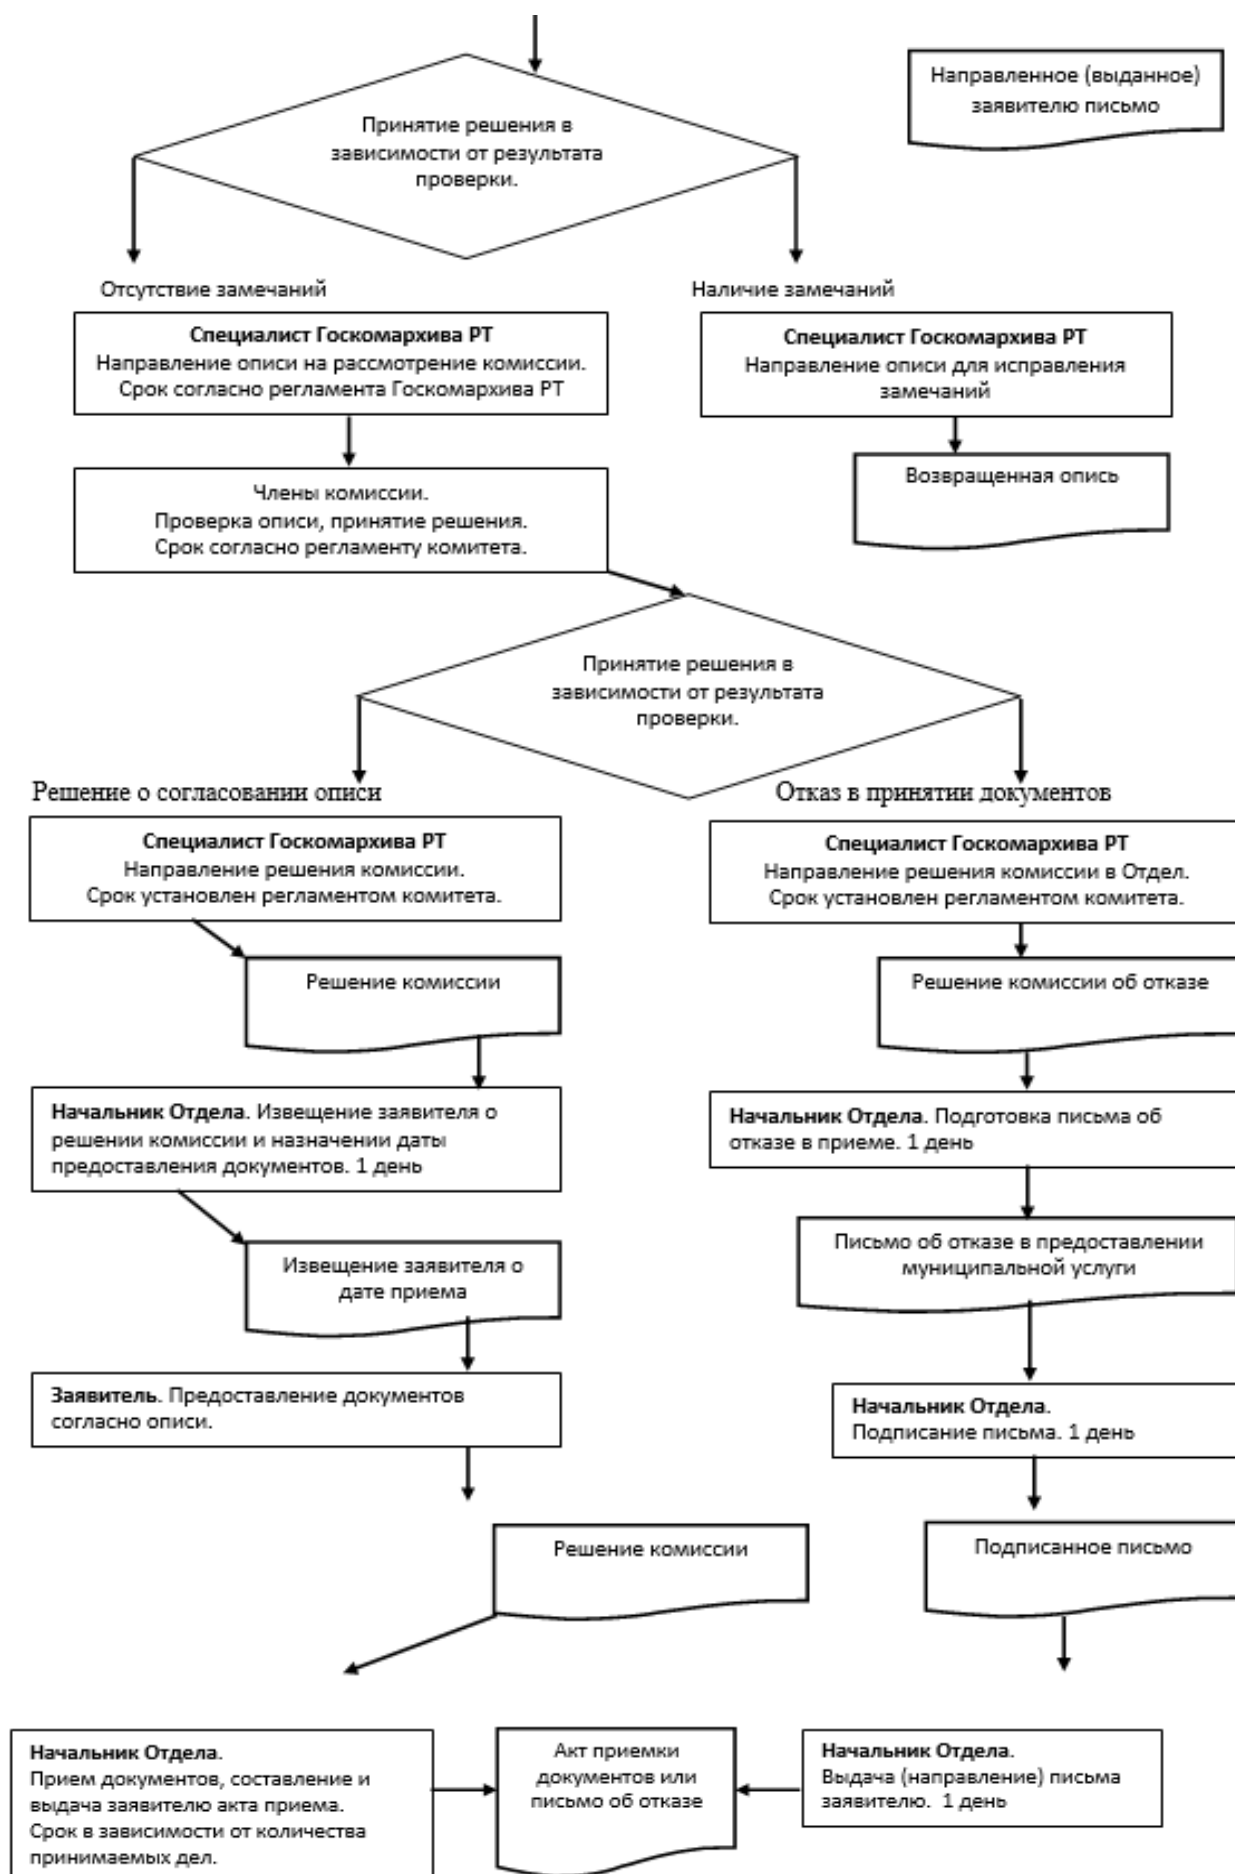 Направленное (выданное)
заявителю письмо
Принятие решения в
зависимости от результата
проверки.
Отсутствие замечаний
Наличие замечаний
Специалист Госкомархива РТ
Направление описи на рассмотрение комиссии.
Срок согласно регламента Госкомархива РТ
Специалист Госкомархива РТ
Направление описи для исправления
замечаний
Члены комиссии.
Проверка описи, принятие решения.
Срок согласно регламенту комитета.
Возвращенная опись
Принятие решения в
зависимости от результата
проверки.
Решение о согласовании описи
Отказ в принятии документов
Специалист Госкомархива РТ
Направление решения комиссии.
Срок установлен регламентом комитета.
Специалист Госкомархива РТ
Направление решения комиссии в Отдел.
Срок установлен регламентом комитета.
Решение комиссии
Решение комиссии об отказе
Начальник Отдела. Извещение заявителя о
решении комиссии и назначении даты
предоставления документов. 1 день
Начальник Отдела. Подготовка письма об
отказе в приеме. 1 день
Извещение заявителя о
дате приема
Письмо об отказе в предоставлении
муниципальной услуги
Заявитель. Предоставление документов
согласно описи.
Начальник Отдела.
Подписание письма. 1 день
Решение комиссии
Подписанное письмо
Начальник Отдела.
Прием документов, составление и
выдача заявителю акта приема.
Срок в зависимости от количества
принимаемых дел.
Акт приемки
документов или
письмо об отказе
Начальник Отдела.
Выдача (направление) письма
заявителю. 1 день